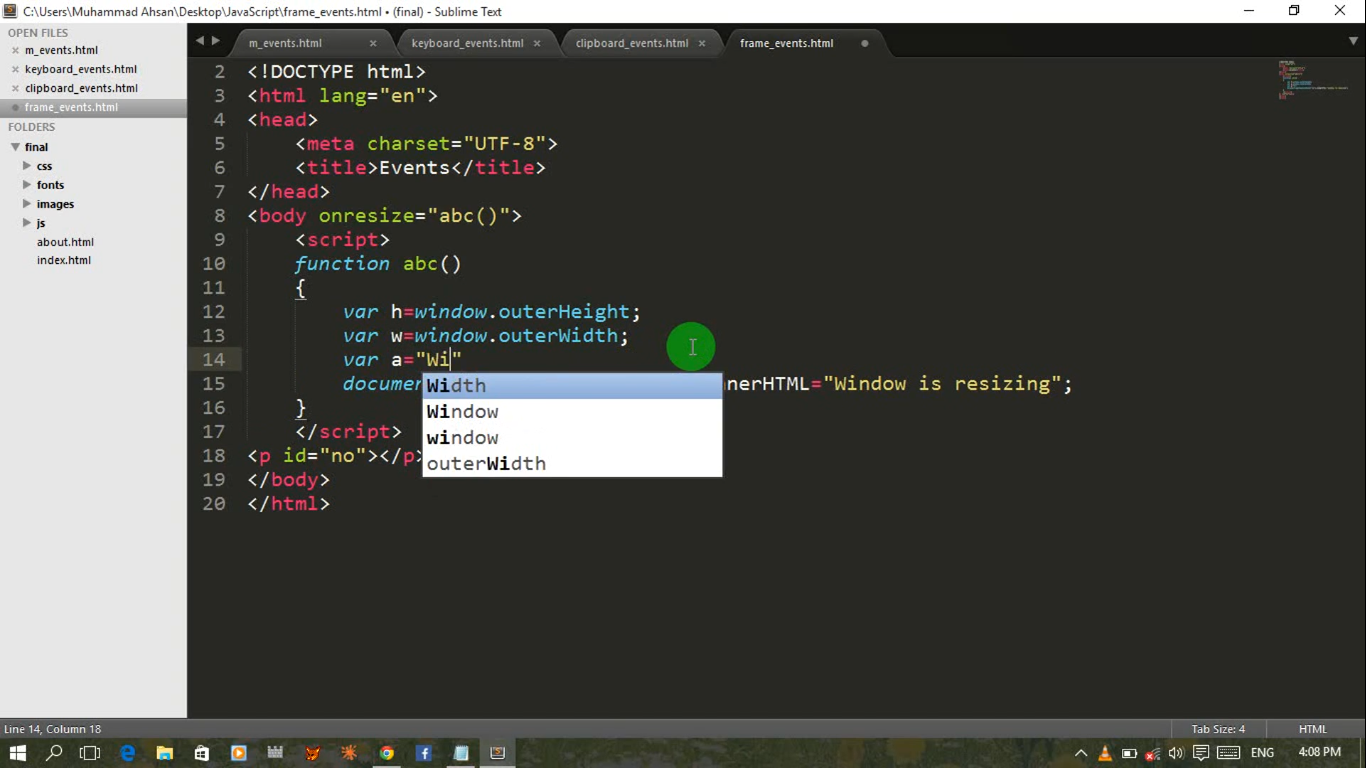 C:\Users\Muhammad Ahsan\Desktop\JavaScript\frame_events.html • (final) - Sublime Text
OPEN FILES
m_events.html
keyboard_events.html
clipboard_events.html
frame_events.html
FOLDERS
final
css
fonts
images
js
about.html
index.html
m_events.html keyboard_events.html clipboard_events.html frame_events.html
2 <!DOCTYPE html>
3 <html lang="en">
4 <head>
5 <meta charset="UTF-8">
6 <title>Events</title>
7 </head>
8 <body onresize="abc()">
9 <script>
10 function abc()
11 {
12 var h=window.outerHeight;
13 var w=window.outerWidth;
14 var a="Wi"
15 documen nerHTML="Window is resizing";
16 }
17 </script>
18 <p id="no"></p
19 </body>
20 </html>
Width
Window
window
outerWidth
Line 14, Column 18
Tab Size: 4
HTML
ENG
4:08 PM